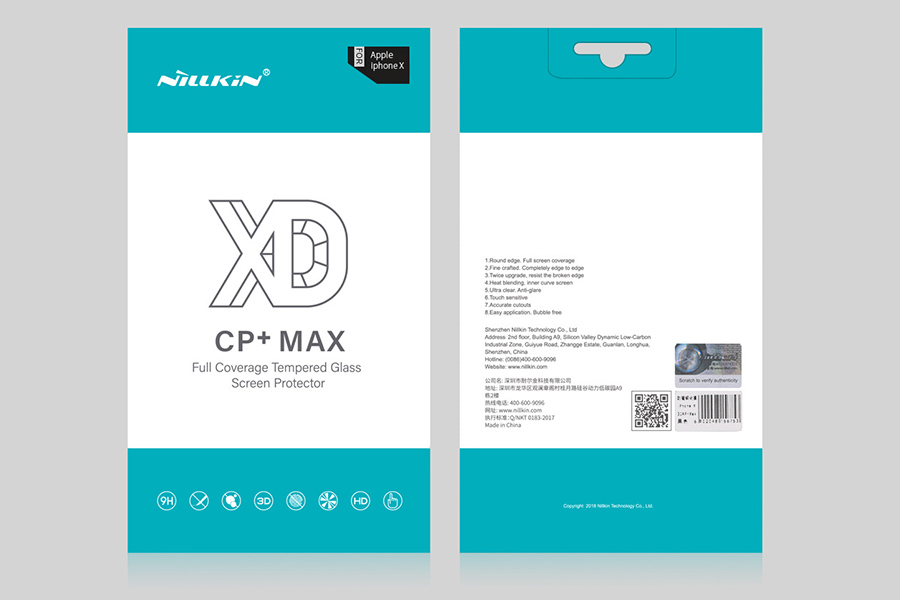 NILLKIN®
FOR
Apple
iphone X
XD
CP+ MAX
Full Coverage Tempered Glass
Screen Protector
9H
3D
HD
1.Round edge. Full screen coverage
2.Fine crafted. Completely edge to edge
3.Twice upgrade, resist the broken edge
4.Heat blending, inner curve screen
5.Ultra clear. Anti-glare
6.Touch sensitive
7.Accurate cutouts
8.Easy application. Bubble free
Shenzhen Nillkin Technology Co., Ltd
Address: 2nd floor, Building A9, Silicon Valley Dynamic Low-Carbon
Industrial Zone, Guiyue Road, Zhangge Estate, Guanlan, Longhua,
Shenzhen, China
Hotline: (0086)400-600-9096
Website: www.nillkin.com
公司名: 深圳市耐尔金科技有限公司
地址: 深圳市龙华区观澜章阁村桂月路硅谷动力低碳园A9
栋2楼
热线电话: 400-600-9096
网址: www.nillkin.com
执行标准: Q/NKT 0183-2017
Made in China
Scratch to verify authenticity
Copyright 2018 Nillkin Technology Co., Ltd.